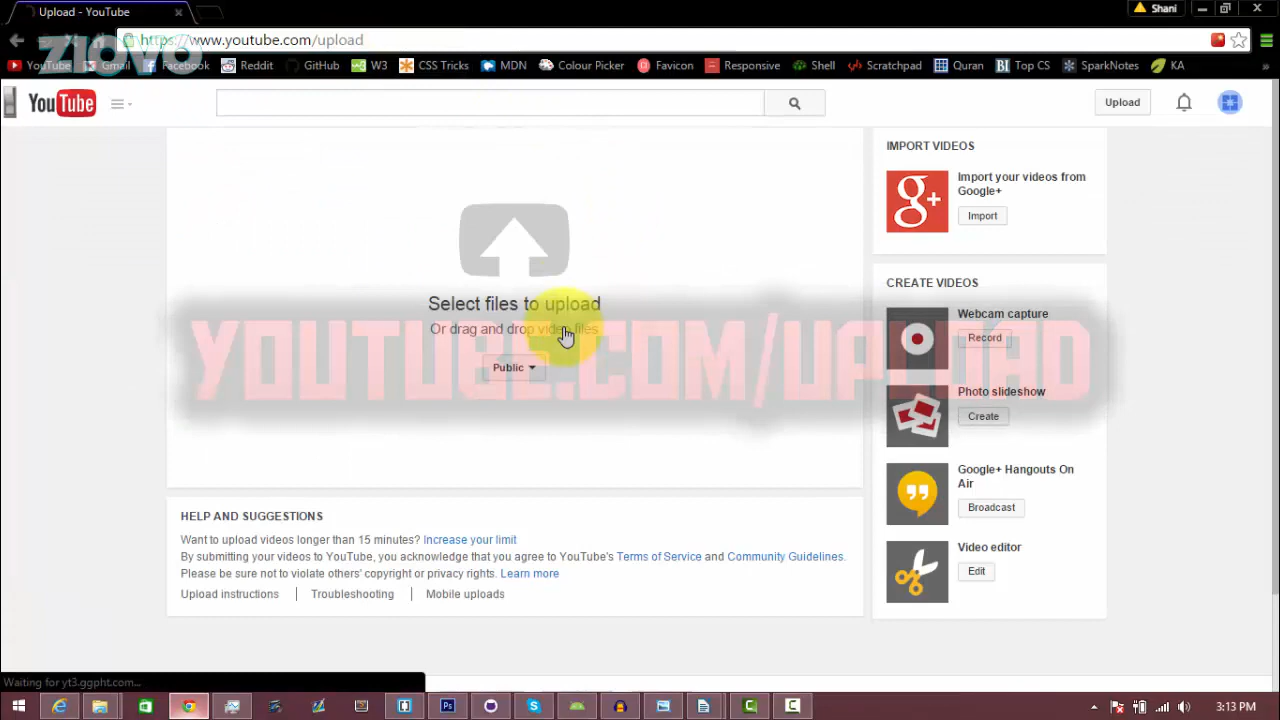 Upload - YouTube
Shani
ziovo
https://www.youtube.com/upload
YouTube
Gmail
Facebook
Reddit
GitHub
W3
CSS Tricks
MDN
Colour Picker
Favicon
Responsive
Shell
Scratchpad
Quran
Top CS
SparkNotes
KA
YouTube
Upload
Select files to upload
Or drag and drop video files
Public
YOUTUBE.COM/UPLOAD
IMPORT VIDEOS
Import your videos from
Google+
Import
CREATE VIDEOS
Webcam capture
Record
Photo slideshow
Create
Google+ Hangouts On
Air
Broadcast
Video editor
Edit
HELP AND SUGGESTIONS
Want to upload videos longer than 15 minutes? Increase your limit
By submitting your videos to YouTube, you acknowledge that you agree to YouTube's Terms of Service and Community Guidelines.
Please be sure not to violate others' copyright or privacy rights. Learn more
Upload instructions
Troubleshooting
Mobile uploads
Waiting for yt3.ggpht.com...
3:13 PM